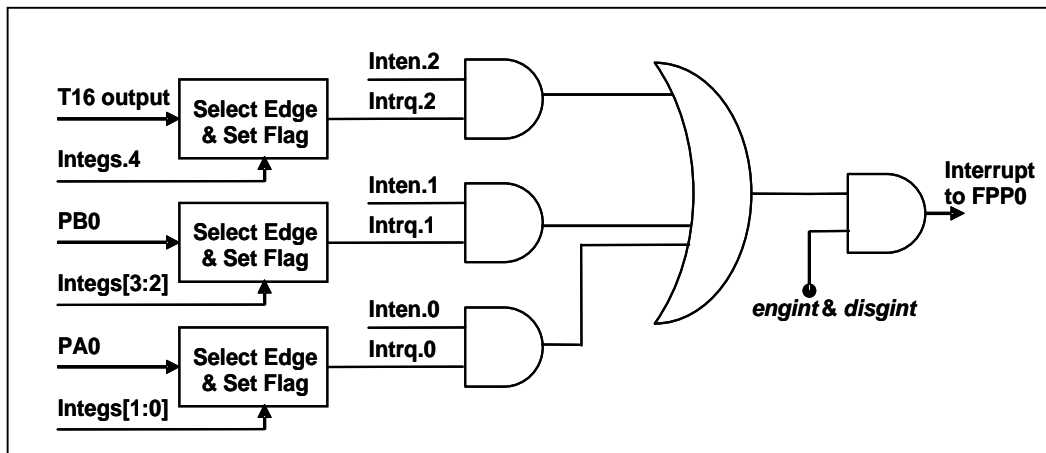 T16 output
Integs.4
Select Edge
& Set Flag
Inten.2
Intrq.2
PB0
Integs[3:2]
Select Edge
& Set Flag
Inten.1
Intrq.1
PA0
Integs[1:0]
Select Edge
& Set Flag
Inten.0
Intrq.0
Interrupt
to FPP0
engint & disgint